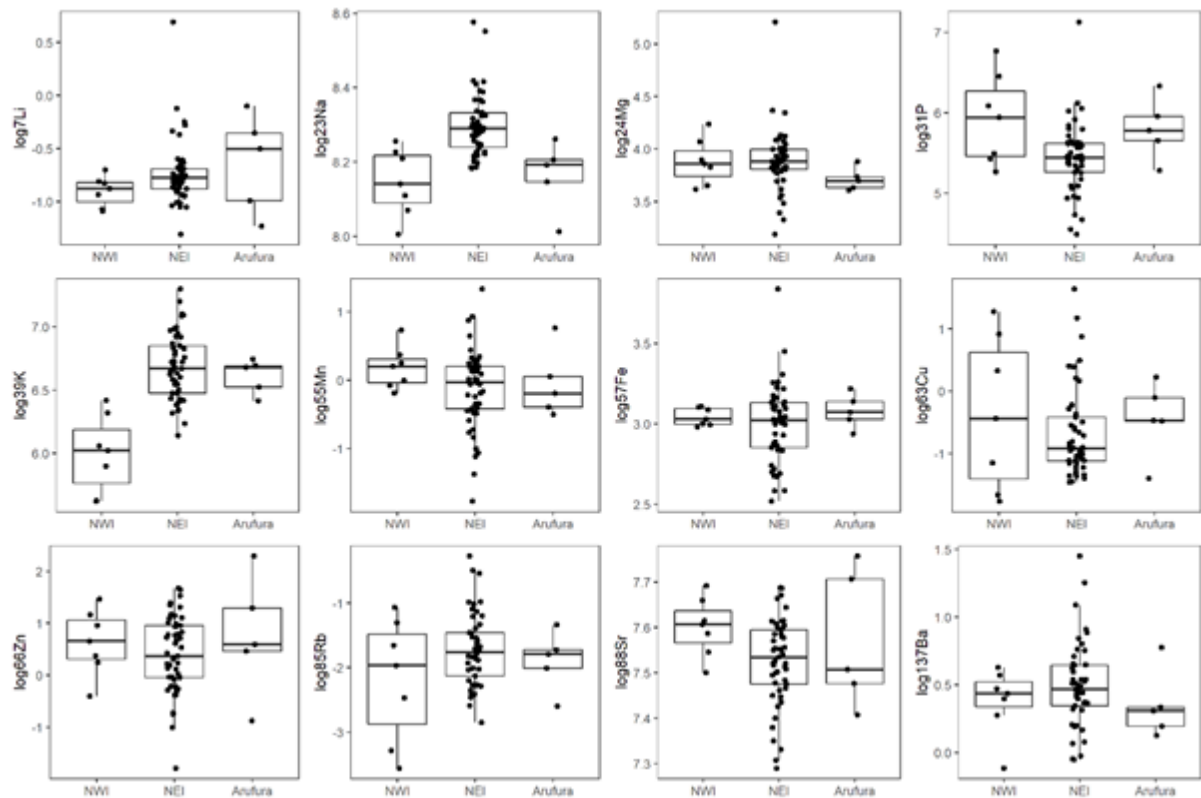 log7Li
0.5
0.0
-0.5
-1.0
NWI NEI Arufura
log23Na
8.6
8.4
8.2
8.0
NWI NEI Arufura
log24Mg
5.0
4.5
4.0
3.5
NWI NEI Arufura
log31P
7
6
5
NWI NEI Arufura
log39K
7.0
6.5
6.0
NWI NEI Arufura
log55Mn
1
0
-1
NWI NEI Arufura
log57Fe
3.5
3.0
2.5
NWI NEI Arufura
log63Cu
1
0
-1
NWI NEI Arufura
log66Zn
2
1
0
-1
NWI NEI Arufura
log85Rb
-1
-2
-3
NWI NEI Arufura
log88Sr
7.7
7.6
7.5
7.4
7.3
NWI NEI Arufura
log137Ba
1.5
1.0
0.5
0.0
NWI NEI Arufura